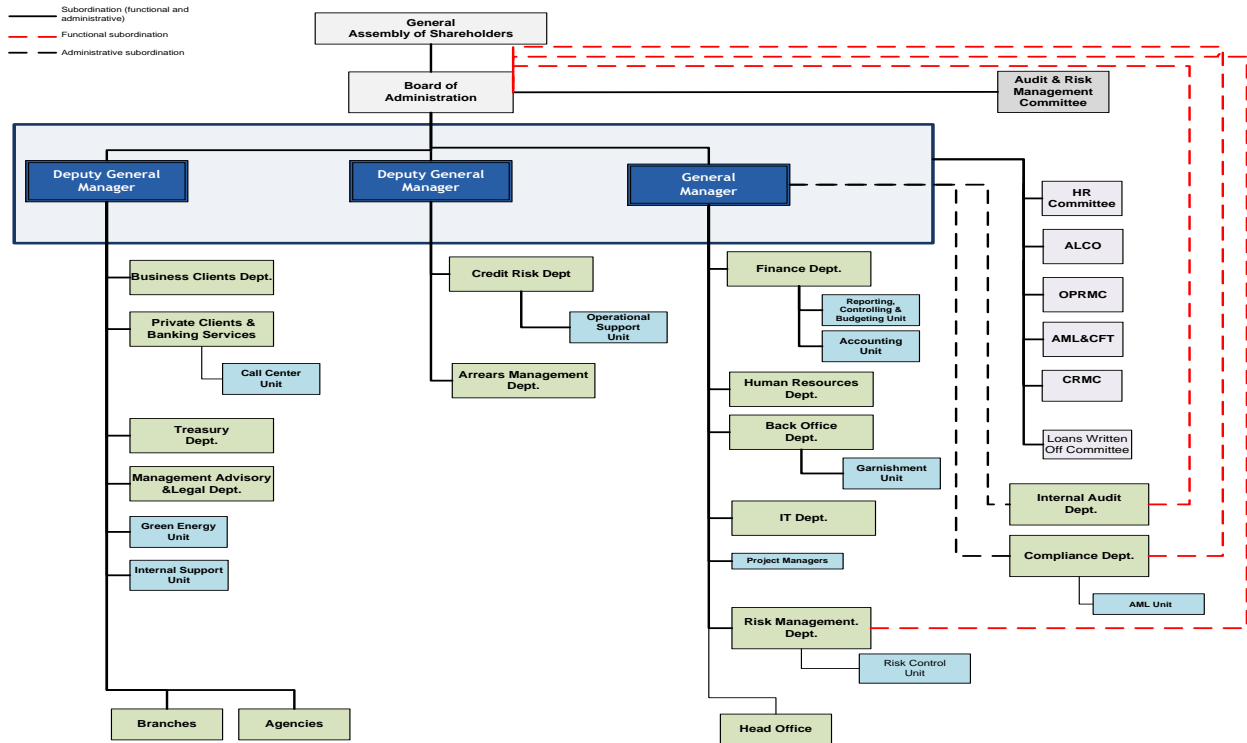 Subordination (functional and
administrative)
Functional subordination
Administrative subordination
General
Assembly of Shareholders
Board of
Administration
Audit & Risk
Management
Committee
Deputy General
Manager
Deputy General
Manager
General
Manager
HR
Committee
ALCO
OPRMC
AML&CFT
CRMC
Loans Written
Off Committee
Business Clients Dept.
Private Clients &
Banking Services
Call Center
Unit
Treasury
Dept.
Management Advisory
&Legal Dept.
Green Energy
Unit
Internal Support
Unit
Branches
Agencies
Credit Risk Dept
Operational
Support
Unit
Arrears Management
Dept.
Finance Dept.
Reporting,
Controlling &
Budgeting Unit
Accounting
Unit
Human Resources
Dept.
Back Office
Dept.
Garnishment
Unit
IT Dept.
Project Managers
Risk Management.
Dept.
Risk Control
Unit
Head Office
Internal Audit
Dept.
Compliance Dept.
AML Unit